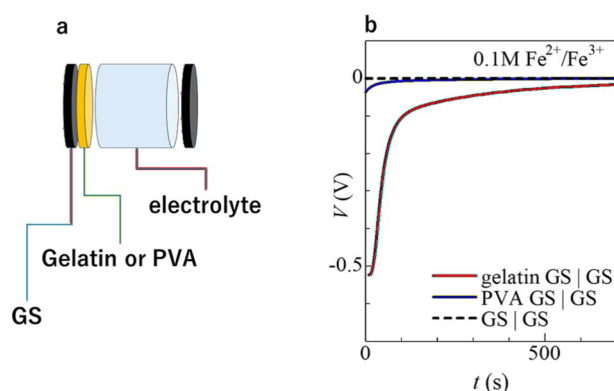 a
electrolyte
Gelatin or PVA
GS
b
0.1M Fe²⁺/Fe³⁺
0
V (V)
-0.5
gelatin GS | GS
PVA GS | GS
GS | GS
0
500
t (s)